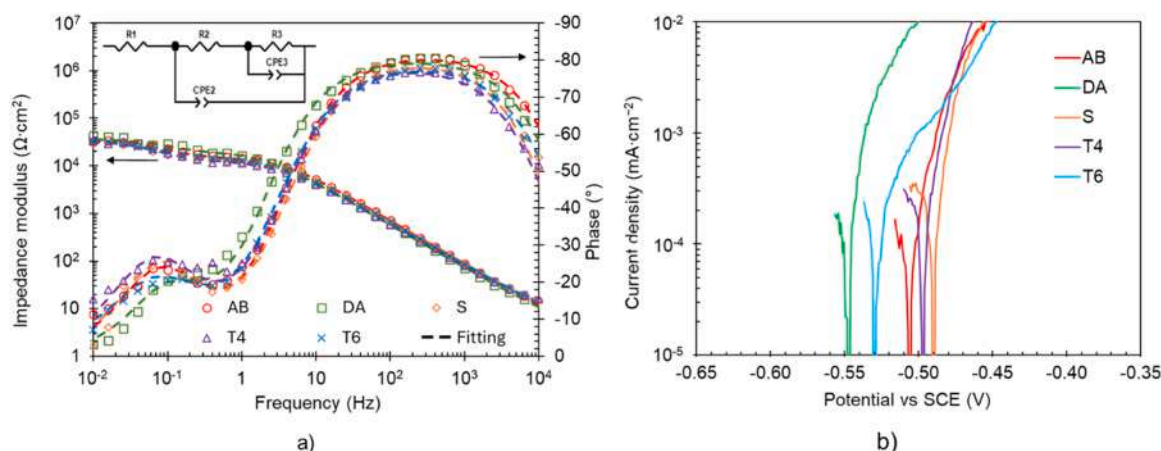 R1
R2
R3
CPE3
CPE2
Impedance modulus (Ω·cm²)
10⁷
10⁶
10⁵
10⁴
10³
10²
10
1
-90
-80
-70
-60
-50
-40
-30
-20
-10
0
Phase (°)
AB
DA
S
T4
T6
Fitting
10⁻²
10⁻¹
1
10
10²
10³
10⁴
Frequency (Hz)
a)
Current density (mA·cm⁻²)
10⁻²
10⁻³
10⁻⁴
10⁻⁵
AB
DA
S
T4
T6
-0.65
-0.60
-0.55
-0.50
-0.45
-0.40
-0.35
Potential vs SCE (V)
b)